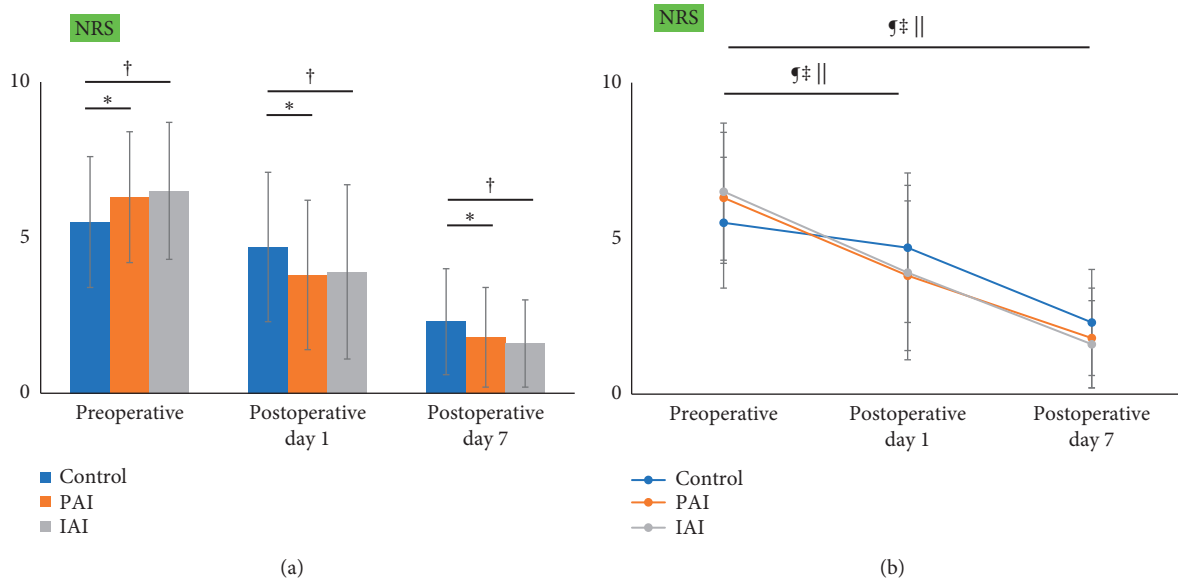 NRS
10
5
0
†
*
†
*
†
*
Preoperative
Postoperative
day 1
Postoperative
day 7
Control
PAI
IAI
(a)
NRS
10
5
0
¶‡ ||
¶‡ ||
Preoperative
Postoperative
day 1
Postoperative
day 7
Control
PAI
IAI
(b)